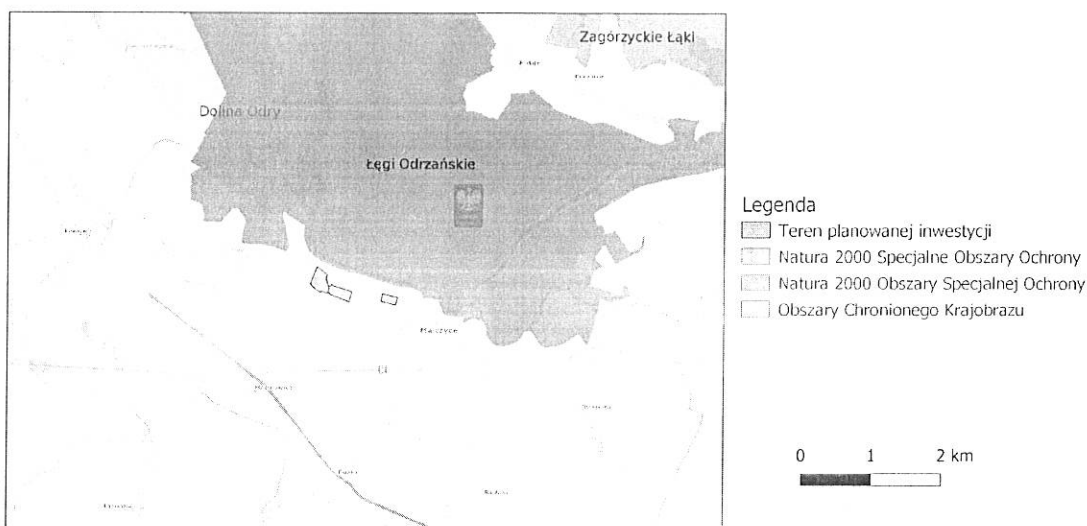 Zagórzyckie Łąki
Dolina Odry
Łęgi Odrzańskie
Malczyce
Legenda
Teren planowanej inwestycji
Natura 2000 Specjalne Obszary Ochrony
Natura 2000 Obszary Specjalnej Ochrony
Obszary Chronionego Krajobrazu
0 1 2 km